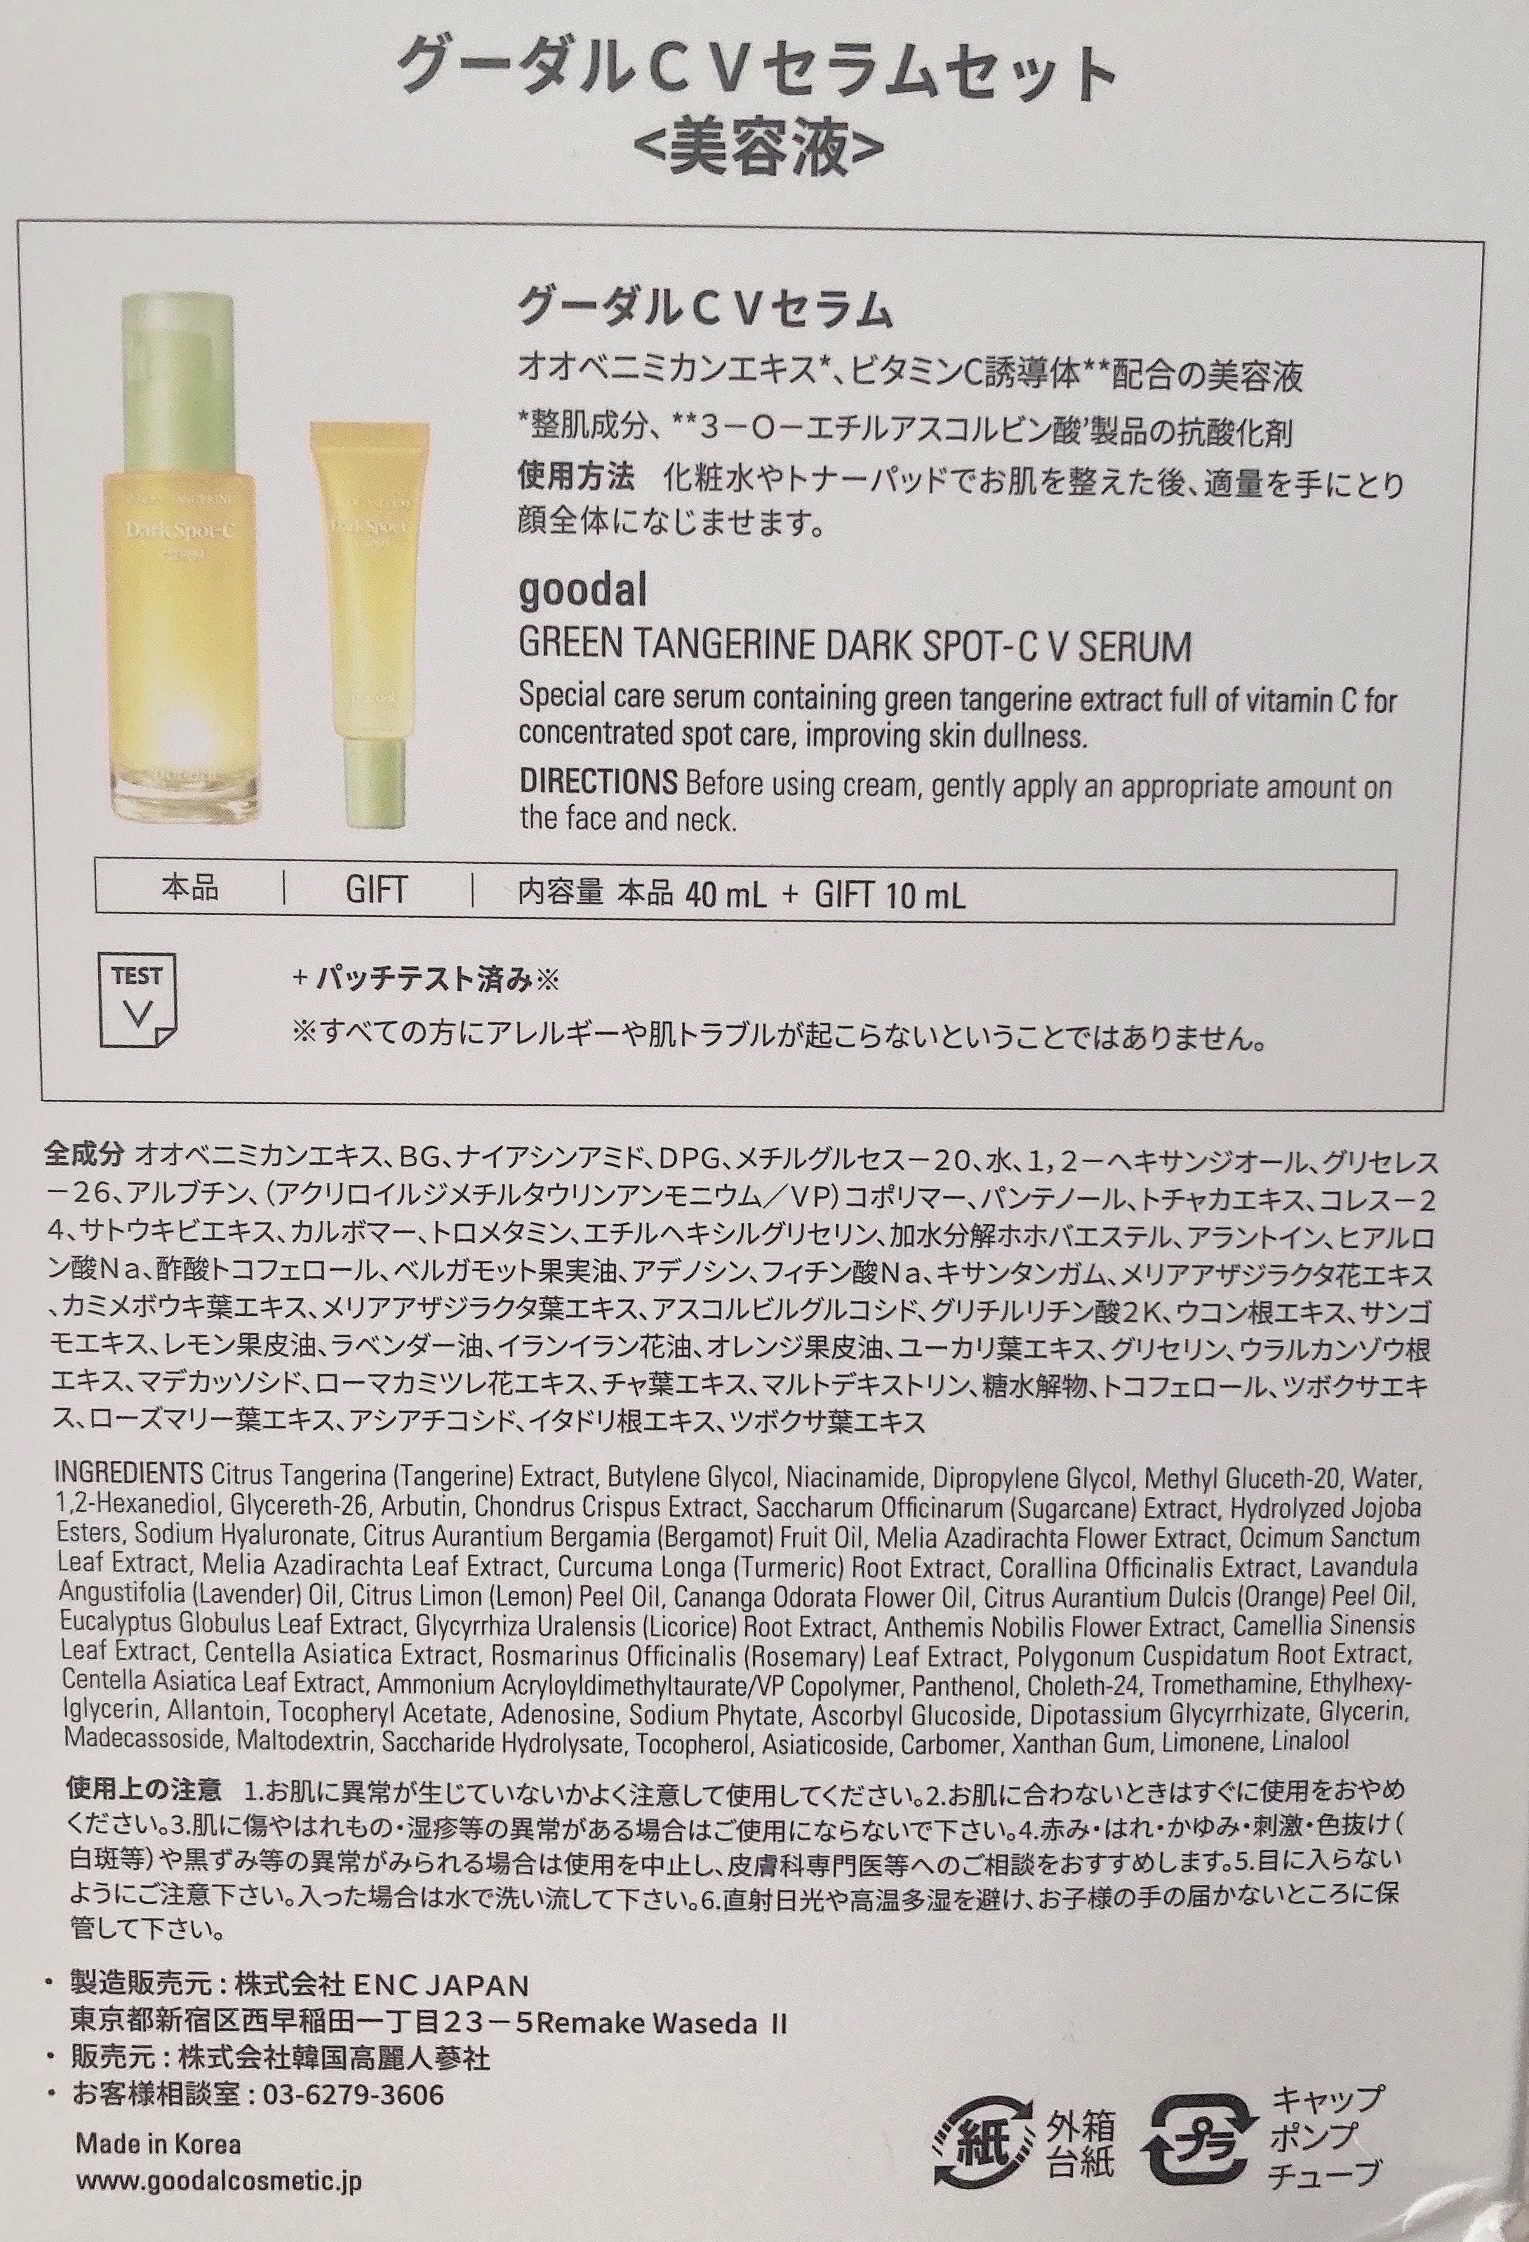 グーダルCVセラムセット
<美容液>
グーダルCVセラム
オオベニミカンエキス*、ビタミンC誘導体**配合の美容液
*整肌成分、**3－O－エチルアスコルビン酸’製品の抗酸化剤
使用方法 化粧水やトナーパッドでお肌を整えた後、適量を手にとり
顔全体になじませます。
Dark Spot-C
goodal
GREEN TANGERINE DARK SPOT-C V SERUM
Special care serum containing green tangerine extract full of vitamin C for
concentrated spot care, improving skin dullness.
DIRECTIONS Before using cream, gently apply an appropriate amount on
the face and neck.
本品 | GIFT | 内容量 本品 40 mL + GIFT 10 mL
TEST
+ パッチテスト済み※
※すべての方にアレルギーや肌トラブルが起こらないということではありません。
全成分 オオベニミカンエキス、BG、ナイアシンアミド、DPG、メチルグルセス－20、水、1，2－ヘキサンジオール、グリセレス
－26、アルブチン、（アクリロイルジメチルタウリンアンモニウム／VP）コポリマー、パンテノール、トチャカエキス、コレス－2
4、サトウキビエキス、カルボマー、トロメタミン、エチルヘキシルグリセリン、加水分解ホホバエステル、アラントイン、ヒアルロ
ン酸Na、酢酸トコフェロール、ベルガモット果実油、アデノシン、フィチン酸Na、キサンタンガム、メリアアザジラクタ花エキス
、カミメボウキ葉エキス、メリアアザジラクタ葉エキス、アスコルビルグルコシド、グリチルリチン酸2K、ウコン根エキス、サンゴ
モエキス、レモン果皮油、ラベンダー油、イランイラン花油、オレンジ果皮油、ユーカリ葉エキス、グリセリン、ウラルカンゾウ根
エキス、マデカッソシド、ローマカミツレ花エキス、チャ葉エキス、マルトデキストリン、糖水解物、トコフェロール、ツボクサエキ
ス、ローズマリー葉エキス、アシアチコシド、イタドリ根エキス、ツボクサ葉エキス
INGREDIENTS Citrus Tangerina (Tangerine) Extract, Butylene Glycol, Niacinamide, Dipropylene Glycol, Methyl Gluceth-20, Water,
1,2-Hexanediol, Glycereth-26, Arbutin, Chondrus Crispus Extract, Saccharum Officinarum (Sugarcane) Extract, Hydrolyzed Jojoba
Esters, Sodium Hyaluronate, Citrus Aurantium Bergamia (Bergamot) Fruit Oil, Melia Azadirachta Flower Extract, Ocimum Sanctum
Leaf Extract, Melia Azadirachta Leaf Extract, Curcuma Longa (Turmeric) Root Extract, Corallina Officinalis Extract, Lavandula
Angustifolia (Lavender) Oil, Citrus Limon (Lemon) Peel Oil, Cananga Odorata Flower Oil, Citrus Aurantium Dulcis (Orange) Peel Oil,
Eucalyptus Globulus Leaf Extract, Glycyrrhiza Uralensis (Licorice) Root Extract, Anthemis Nobilis Flower Extract, Camellia Sinensis
Leaf Extract, Centella Asiatica Extract, Rosmarinus Officinalis (Rosemary) Leaf Extract, Polygonum Cuspidatum Root Extract,
Centella Asiatica Leaf Extract, Ammonium Acryloyldimethyltaurate/VP Copolymer, Panthenol, Choleth-24, Tromethamine, Ethylhexy-
lglycerin, Allantoin, Tocopheryl Acetate, Adenosine, Sodium Phytate, Ascorbyl Glucoside, Dipotassium Glycyrrhizate, Glycerin,
Madecassoside, Maltodextrin, Saccharide Hydrolysate, Tocopherol, Asiaticoside, Carbomer, Xanthan Gum, Limonene, Linalool
使用上の注意 1.お肌に異常が生じていないかよく注意して使用してください。2.お肌に合わないときはすぐに使用をおやめ
ください。3.肌に傷やはれもの・湿疹等の異常がある場合はご使用にならないで下さい。4.赤み・はれ・かゆみ・刺激・色抜け（
白斑等）や黒ずみ等の異常がみられる場合は使用を中止し、皮膚科専門医等へのご相談をおすすめします。5.目に入らない
ようにご注意下さい。入った場合は水で洗い流して下さい。6.直射日光や高温多湿を避け、お子様の手の届かないところに保
管して下さい。
・ 製造販売元 : 株式会社 ENC JAPAN
東京都新宿区西早稲田一丁目23－5Remake Waseda Ⅱ
・ 販売元 : 株式会社韓国高麗人蔘社
・ お客様相談室 : 03-6279-3606
Made in Korea
www.goodalcosmetic.jp
紙 外箱
台紙
プラ キャップ
ポンプ
チューブ